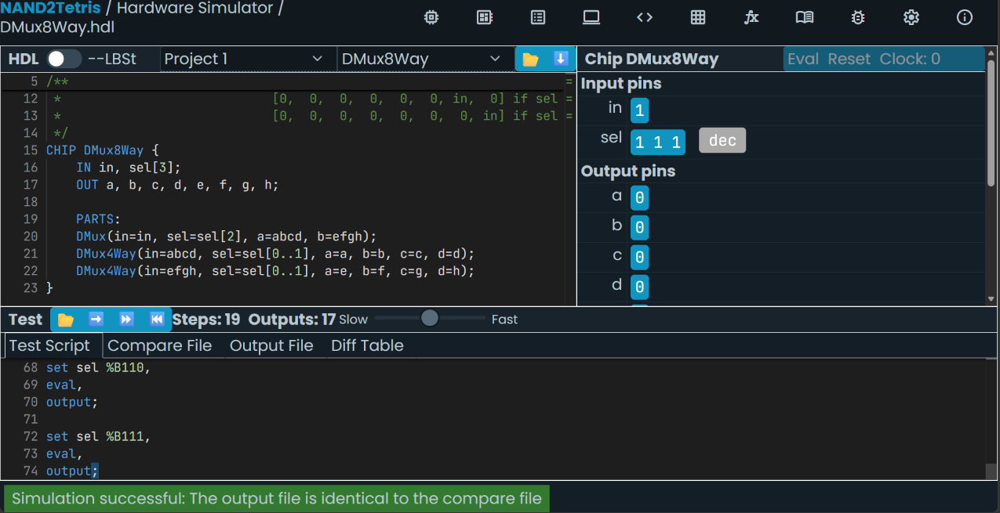 NAND2Tetris / Hardware Simulator /
DMux8Way.hdl
HDL --LBSt Project 1 DMux8Way
5 /**
12 * [0, 0, 0, 0, 0, 0, in, 0] if sel =
13 * [0, 0, 0, 0, 0, 0, 0, in] if sel =
14 */
15 CHIP DMux8Way {
16 IN in, sel[3];
17 OUT a, b, c, d, e, f, g, h;
18
19 PARTS:
20 DMux(in=in, sel=sel[2], a=abcd, b=efgh);
21 DMux4Way(in=abcd, sel=sel[0..1], a=a, b=b, c=c, d=d);
22 DMux4Way(in=efgh, sel=sel[0..1], a=e, b=f, c=g, d=h);
23 }
Chip DMux8Way Eval Reset Clock: 0
Input pins
in 1
sel 1 1 1 dec
Output pins
a 0
b 0
c 0
d 0
Test Steps: 19 Outputs: 17 Slow Fast
Test Script Compare File Output File Diff Table
68 set sel %B110,
69 eval,
70 output;
71
72 set sel %B111,
73 eval,
74 output;
Simulation successful: The output file is identical to the compare file